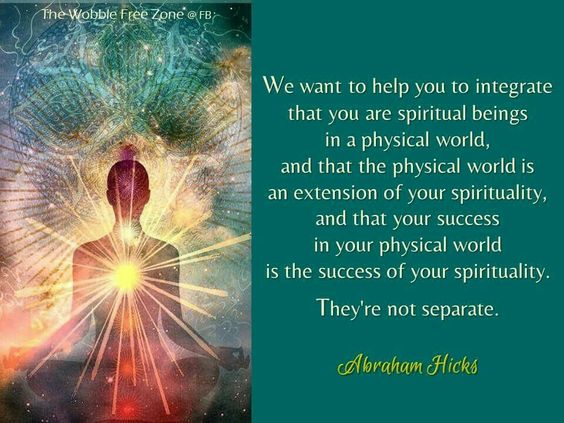 The Wobble Free Zone @ FB
We want to help you to integrate
that you are spiritual beings
in a physical world,
and that the physical world is
an extension of your spirituality,
and that your success
in your physical world
is the success of your spirituality.
They're not separate.
Abraham Hicks